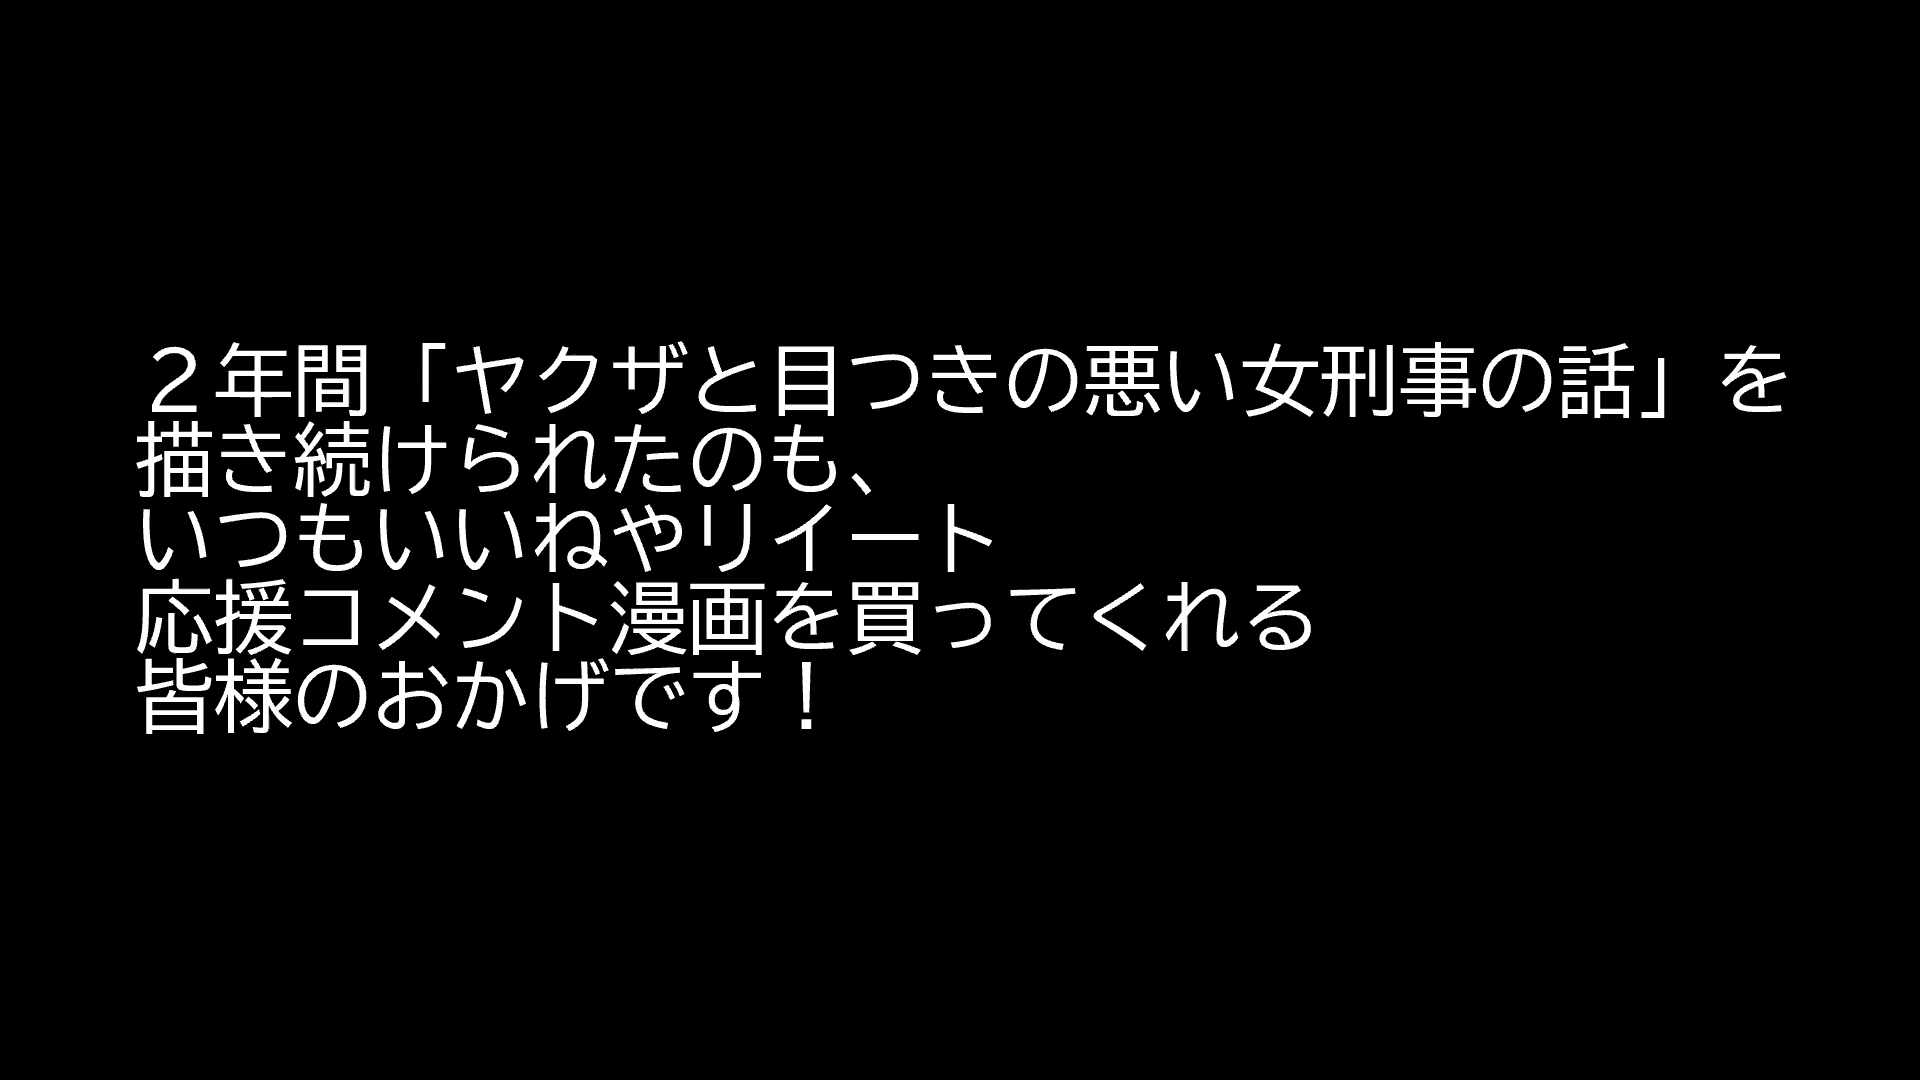 ２年間「ヤクザと目つきの悪い女刑事の話」を
描き続けられたのも、
いつもいいねやリイート
応援コメント漫画を買ってくれる
皆様のおかげです！